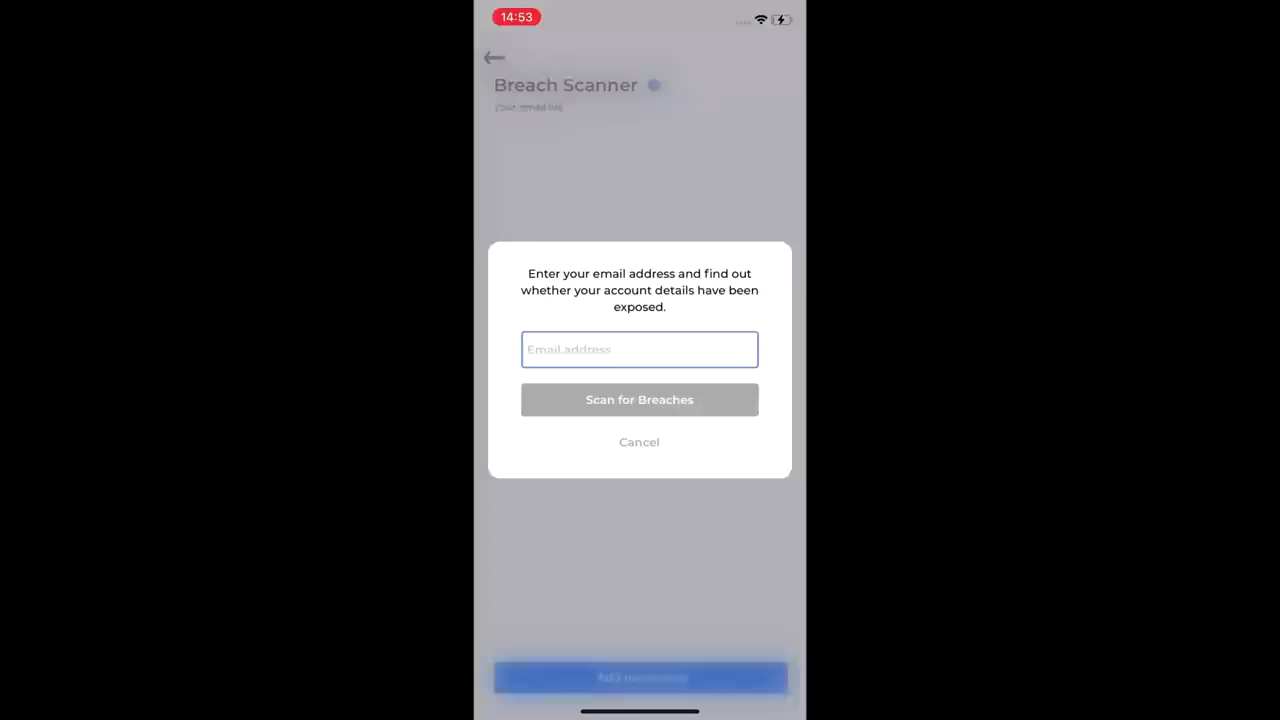 14:53
Breach Scanner
Enter your email address and find out
whether your account details have been
exposed.
Email address
Scan for Breaches
Cancel